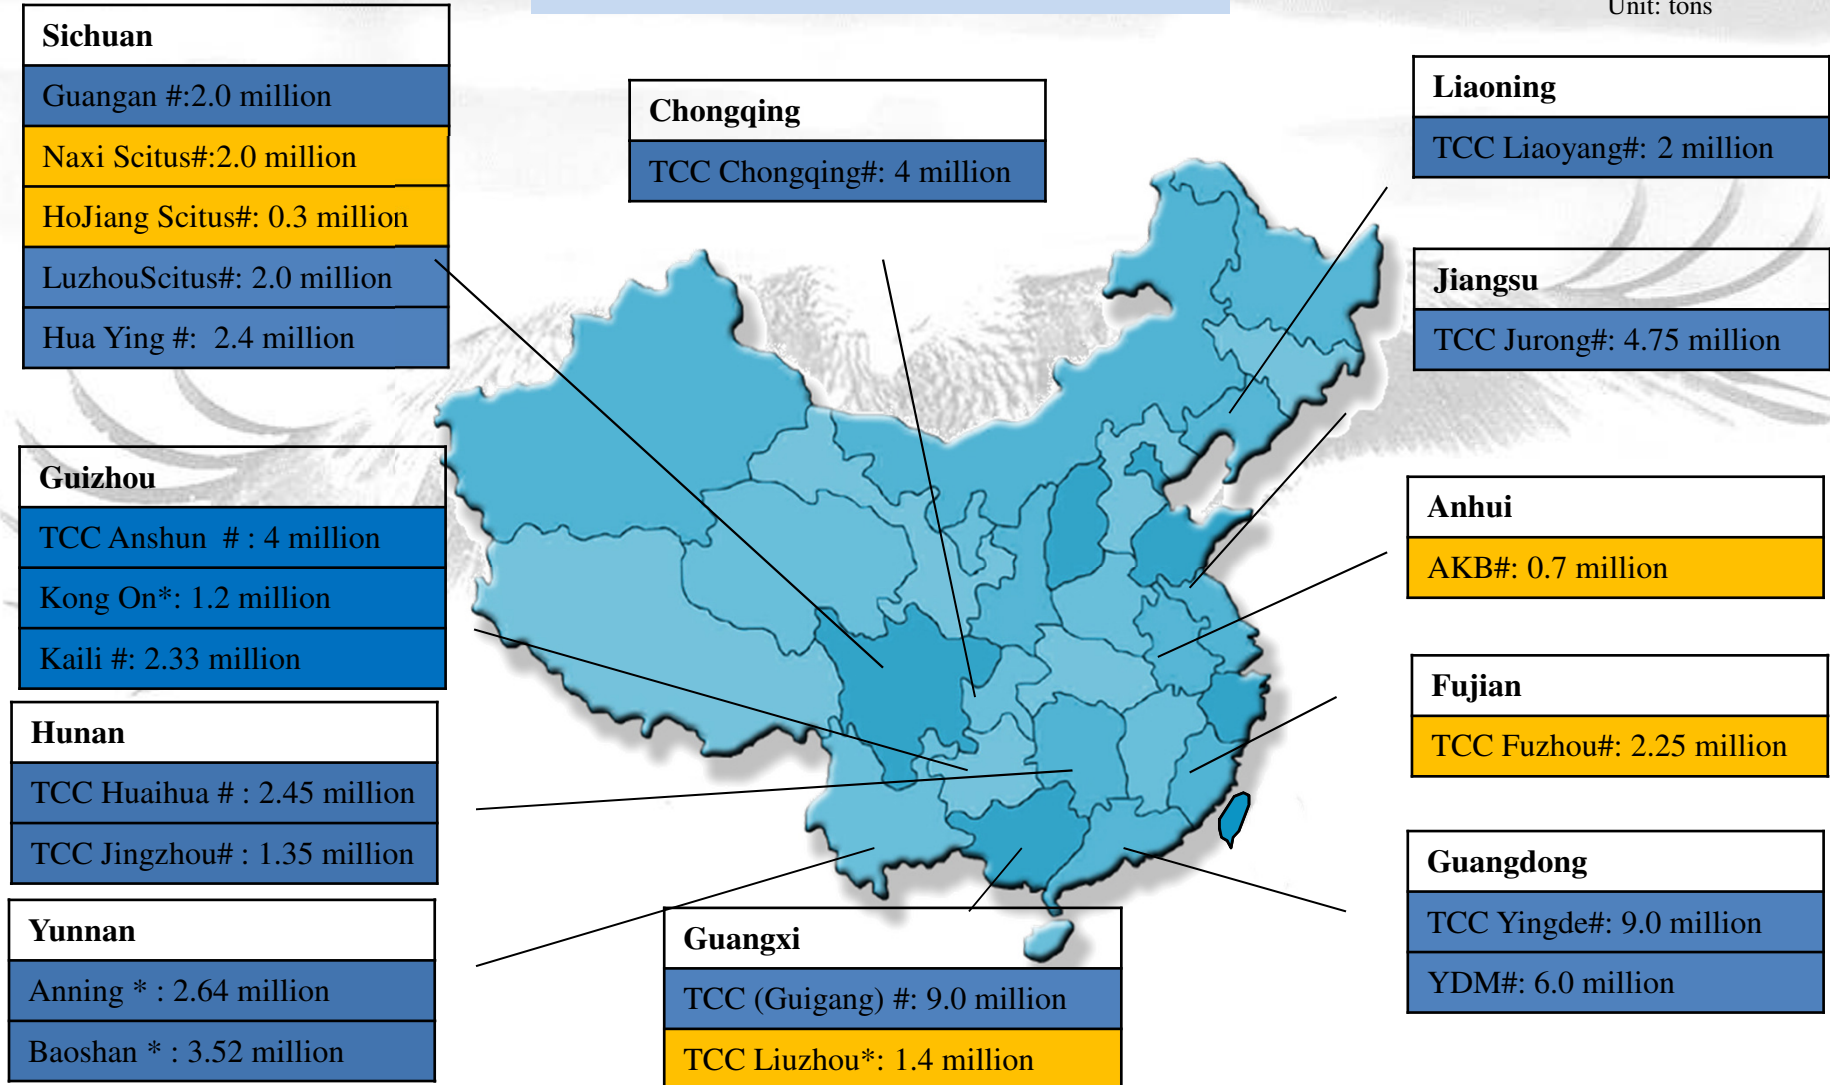 Unit: tons
Sichuan
Guangan #:2.0 million
Naxi Scitus#:2.0 million
HoJiang Scitus#: 0.3 million
LuzhouScitus#: 2.0 million
Hua Ying #: 2.4 million
Chongqing
TCC Chongqing#: 4 million
Liaoning
TCC Liaoyang#: 2 million
Jiangsu
TCC Jurong#: 4.75 million
Guizhou
TCC Anshun # : 4 million
Kong On*: 1.2 million
Kaili #: 2.33 million
Anhui
AKB#: 0.7 million
Fujian
TCC Fuzhou#: 2.25 million
Hunan
TCC Huaihua # : 2.45 million
TCC Jingzhou# : 1.35 million
Guangdong
TCC Yingde#: 9.0 million
YDM#: 6.0 million
Yunnan
Anning * : 2.64 million
Baoshan * : 3.52 million
Guangxi
TCC (Guigang) #: 9.0 million
TCC Liuzhou*: 1.4 million